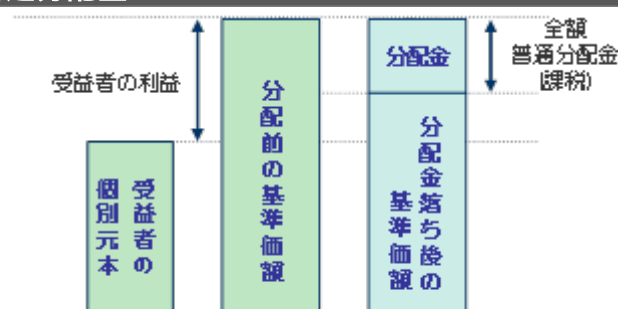 受益者の利益
受益者の
個別元本
分配前の基準価額
分配金
分配金落ち後の
基準価額
全額
普通分配金
(課税)